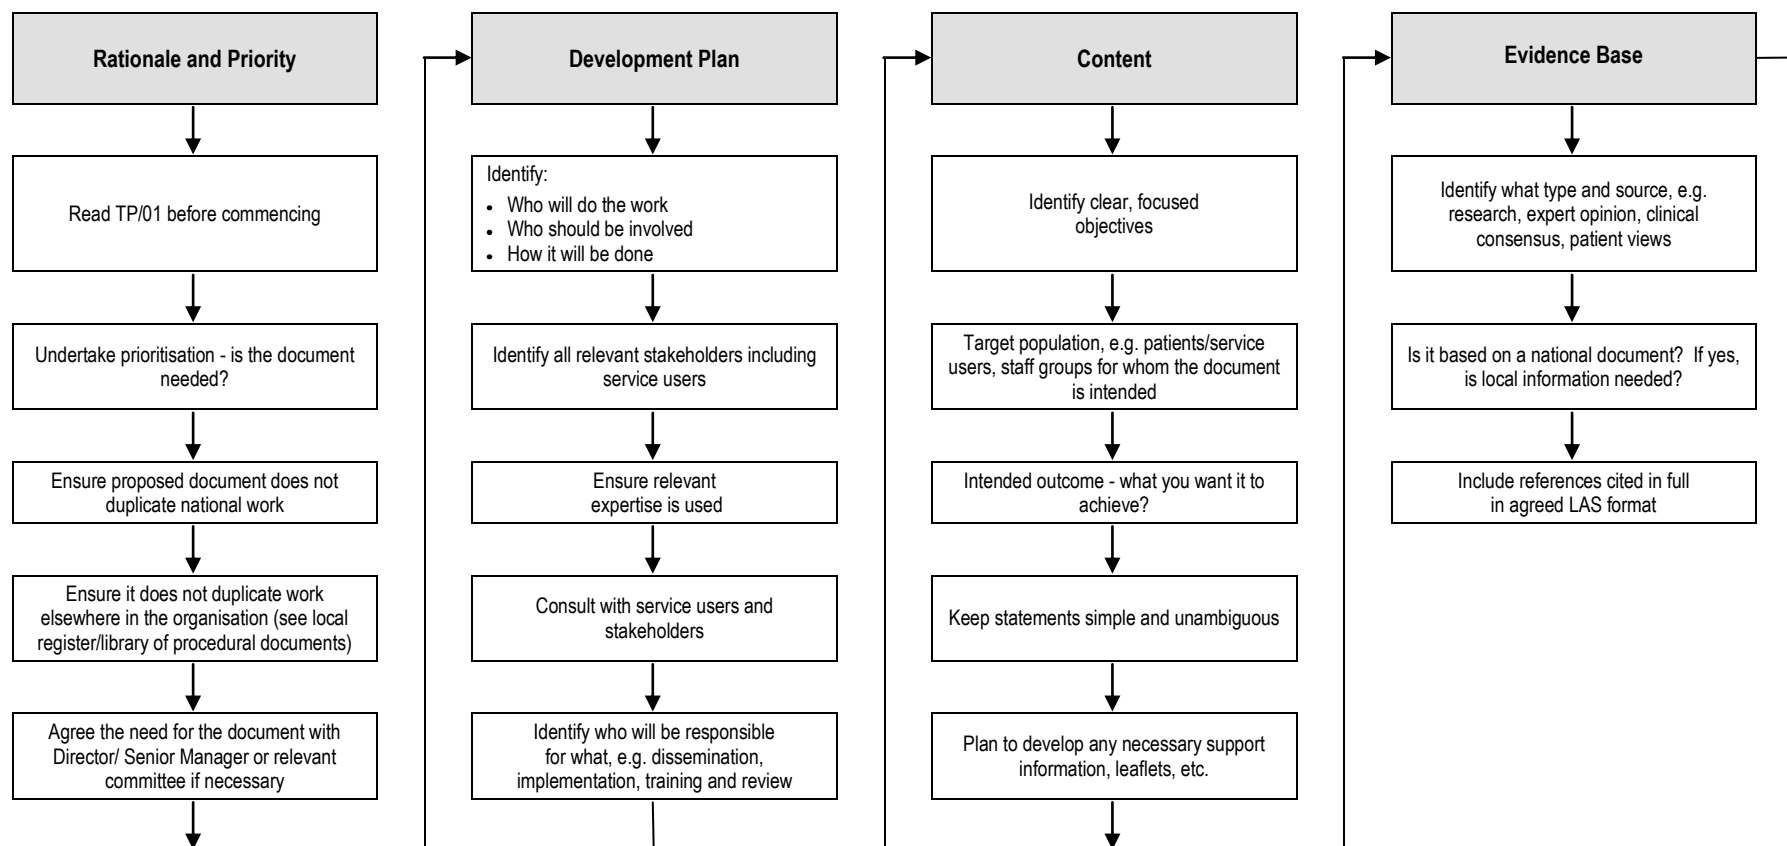 Rationale and Priority
Read TP/01 before commencing
Undertake prioritisation - is the document
needed?
Ensure proposed document does not
duplicate national work
Ensure it does not duplicate work
elsewhere in the organisation (see local
register/library of procedural documents)
Agree the need for the document with
Director/ Senior Manager or relevant
committee if necessary
Development Plan
Identify:
• Who will do the work
• Who should be involved
• How it will be done
Identify all relevant stakeholders including
service users
Ensure relevant
expertise is used
Consult with service users and
stakeholders
Identify who will be responsible
for what, e.g. dissemination,
implementation, training and review
Content
Identify clear, focused
objectives
Target population, e.g. patients/service
users, staff groups for whom the document
is intended
Intended outcome - what you want it to
achieve?
Keep statements simple and unambiguous
Plan to develop any necessary support
information, leaflets, etc.
Evidence Base
Identify what type and source, e.g.
research, expert opinion, clinical
consensus, patient views
Is it based on a national document?  If yes,
is local information needed?
Include references cited in full
in agreed LAS format